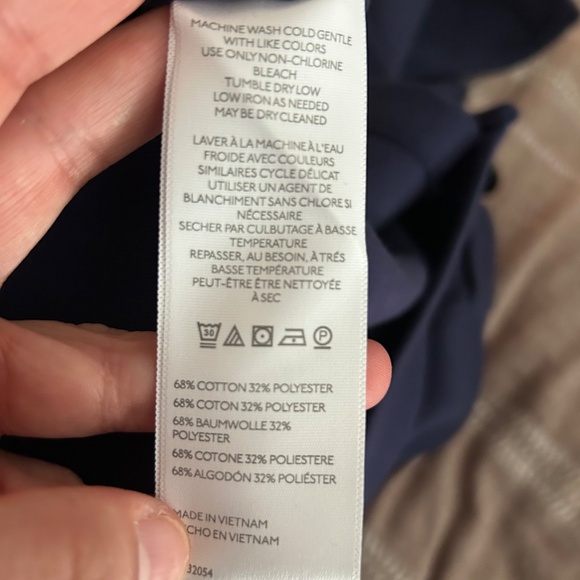 MACHINE WASH COLD GENTLE
WITH LIKE COLORS
USE ONLY NON-CHLORINE
BLEACH
TUMBLE DRY LOW
LOW IRON AS NEEDED
MAY BE DRYCLEANED
LAVER À LA MACHINE À L'EAU
FROIDE AVEC COULEURS
SIMILAIRES CYCLE DÉLICAT
UTILISER UN AGENT DE
BLANCHIMENT SANS CHLORE SI
NÉCESSAIRE
SECHER PAR CULBUTAGE À BASSE
TEMPERATURE
REPASSER, AU BESOIN, À TRÉS
BASSE TEMPÉRATURE
PEUT-ÊTRE ÊTRE NETTOYÉE
À SEC
30 P
68% COTTON 32% POLYESTER
68% COTON 32% POLYESTER
68% BAUMWOLLE 32%
POLYESTER
68% COTONE 32% POLIESTERE
68% ALGODÓN 32% POLIÉSTER
MADE IN VIETNAM
CHO EN VIETNAM
32054